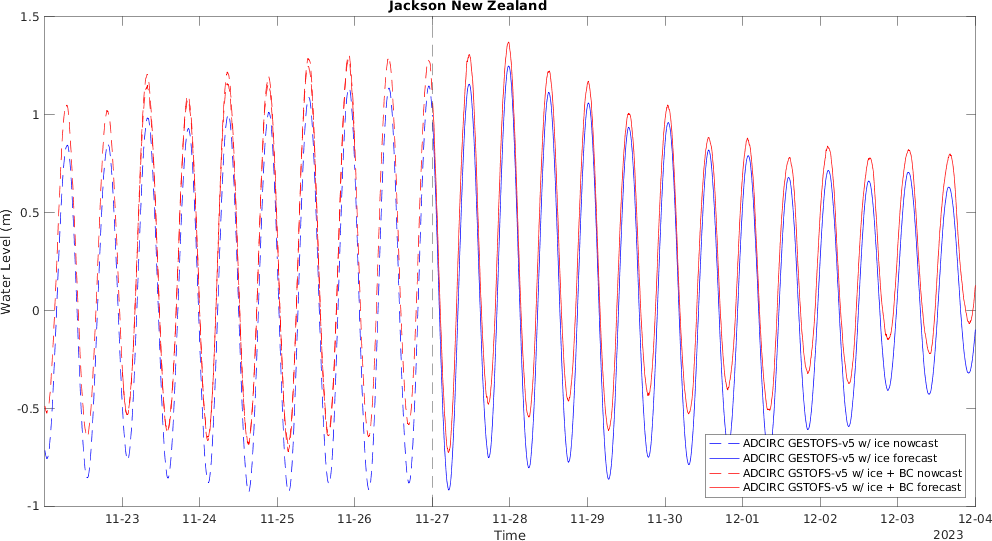 Jackson New Zealand
1.5
1
0.5
0
-0.5
-1
Water Level (m)
11-23
11-24
11-25
11-26
11-27
11-28
11-29
11-30
12-01
12-02
12-03
12-04
Time
2023
ADCIRC GESTOFS-v5 w/ ice nowcast
ADCIRC GESTOFS-v5 w/ ice forecast
ADCIRC GSTOFS-v5 w/ ice + BC nowcast
ADCIRC GSTOFS-v5 w/ ice + BC forecast